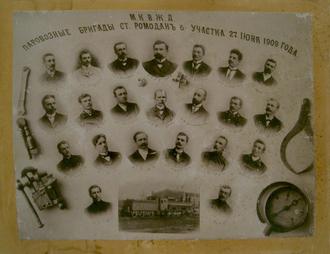 М К В Ж Д
ПАРОВОЗНЫЕ БРИГАДЫ СТ. РОМОДАНЪ 6 УЧАСТКА 27 ІЮНЯ 1909 ГОДА